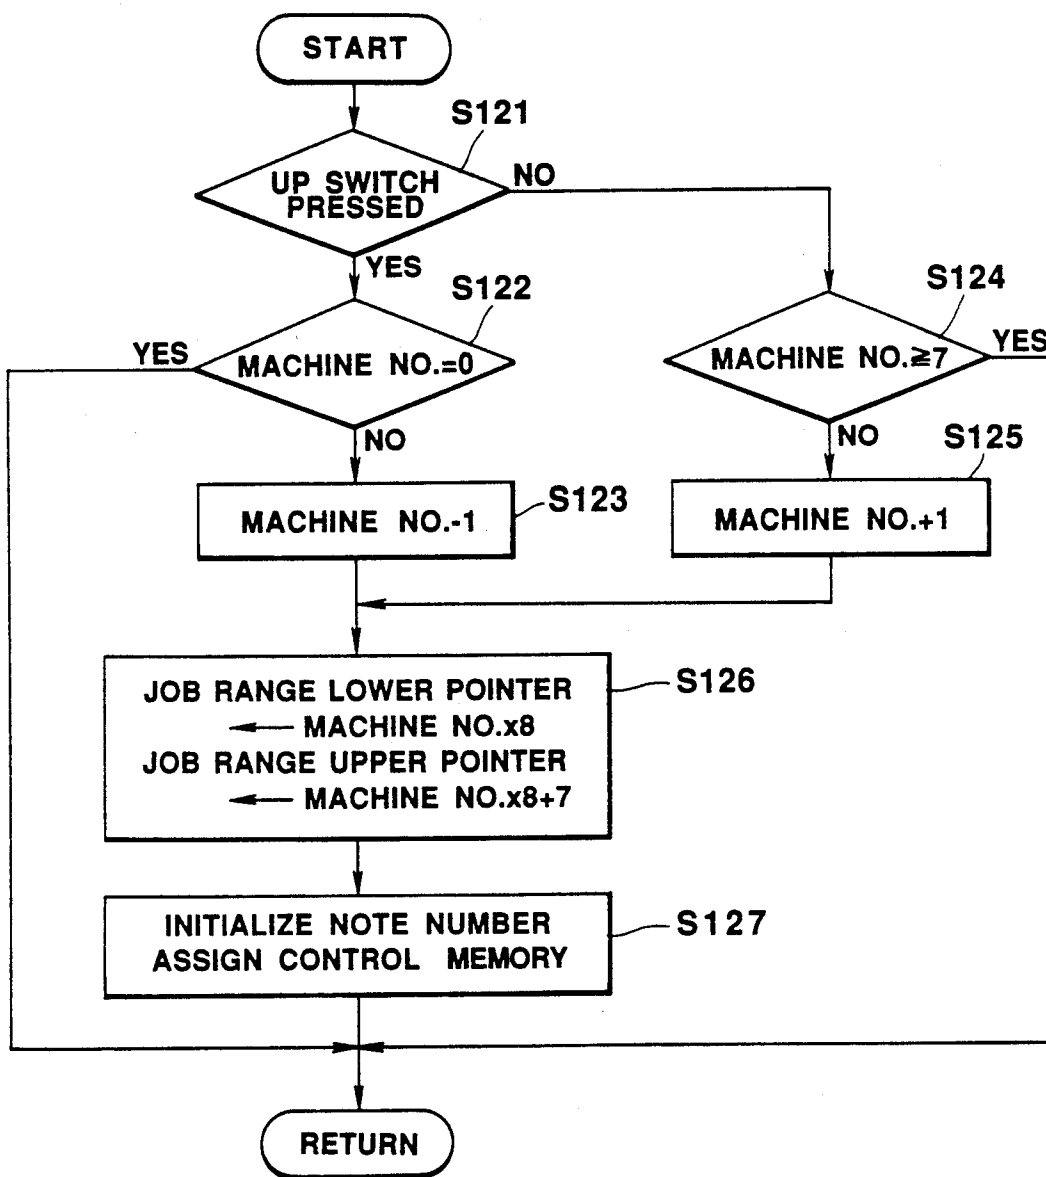 START
S121
UP SWITCH
PRESSED
NO
YES
S122
S124
YES
MACHINE NO.=0
MACHINE NO.≧7
YES
NO
NO
S125
S123
MACHINE NO.-1
MACHINE NO.+1
JOB RANGE LOWER POINTER
← MACHINE NO.x8
JOB RANGE UPPER POINTER
← MACHINE NO.x8+7
S126
INITIALIZE NOTE NUMBER
ASSIGN CONTROL MEMORY
S127
RETURN